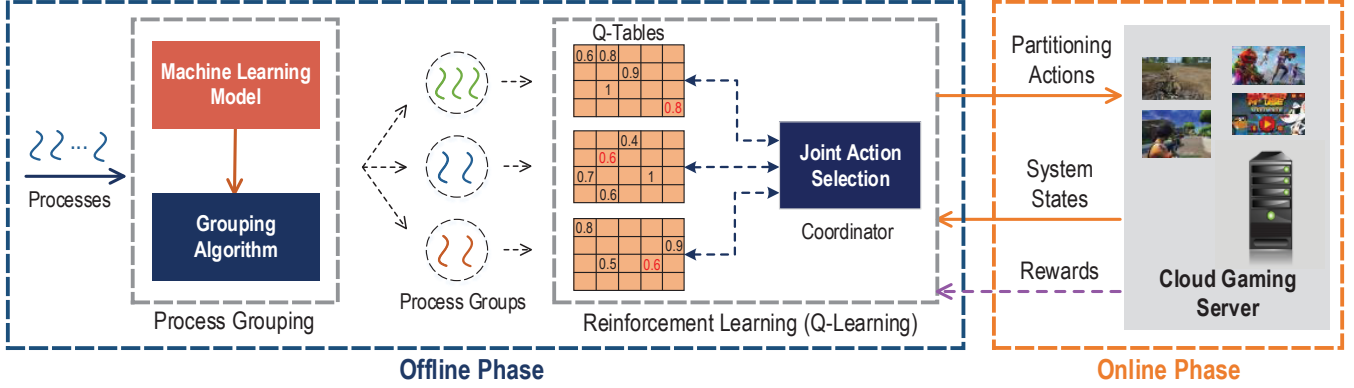 Processes
Machine Learning
Model
Grouping
Algorithm
Process Grouping
Process Groups
Q-Tables
0.6 0.8
0.9
1
0.8
0.4
0.6
0.7 1
0.6
0.8
0.9
0.5 0.6
Joint Action
Selection
Coordinator
Reinforcement Learning (Q-Learning)
Partitioning
Actions
System
States
Rewards
Cloud Gaming
Server
Offline Phase
Online Phase